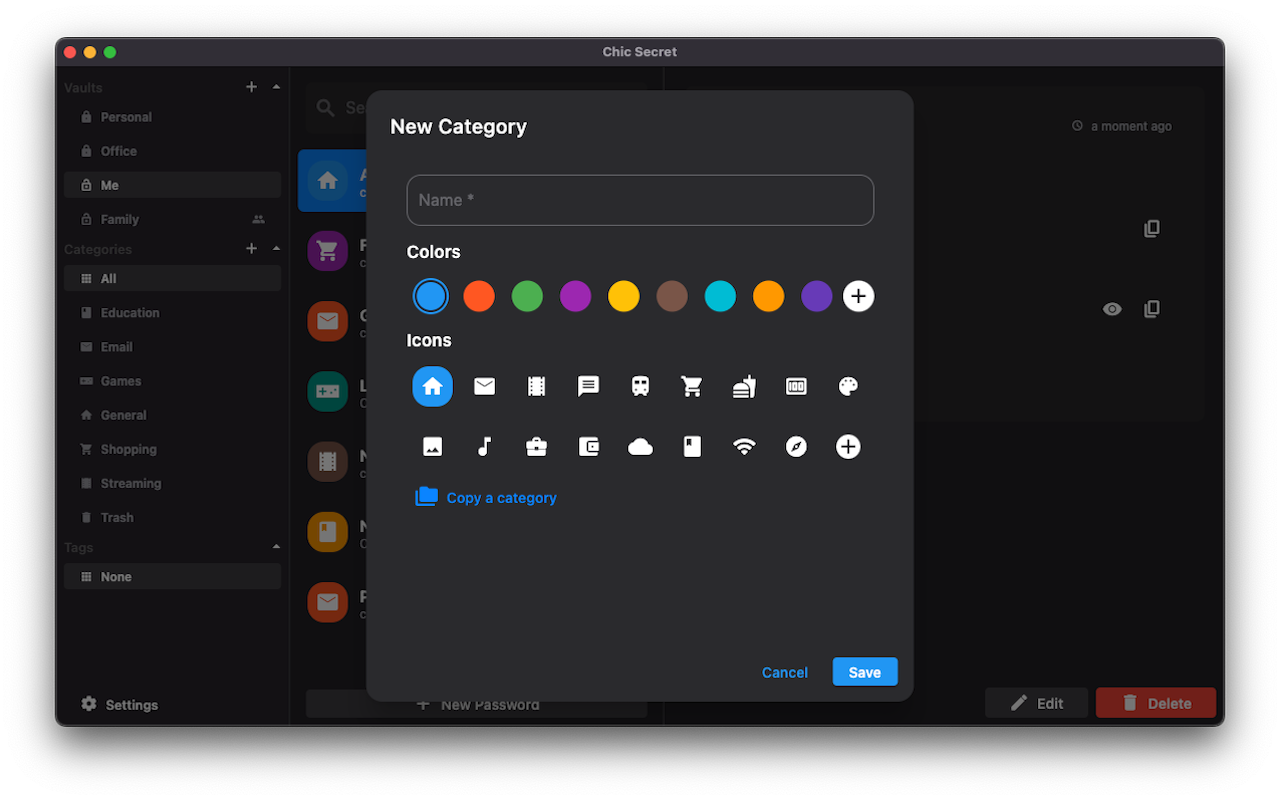 Chic Secret
Vaults
Personal
Office
Me
Family
Categories
All
Education
Email
Games
General
Shopping
Streaming
Trash
Tags
None
Settings
New Password
New Category
Name *
Colors
Icons
Copy a category
Cancel
Save
a moment ago
Edit
Delete